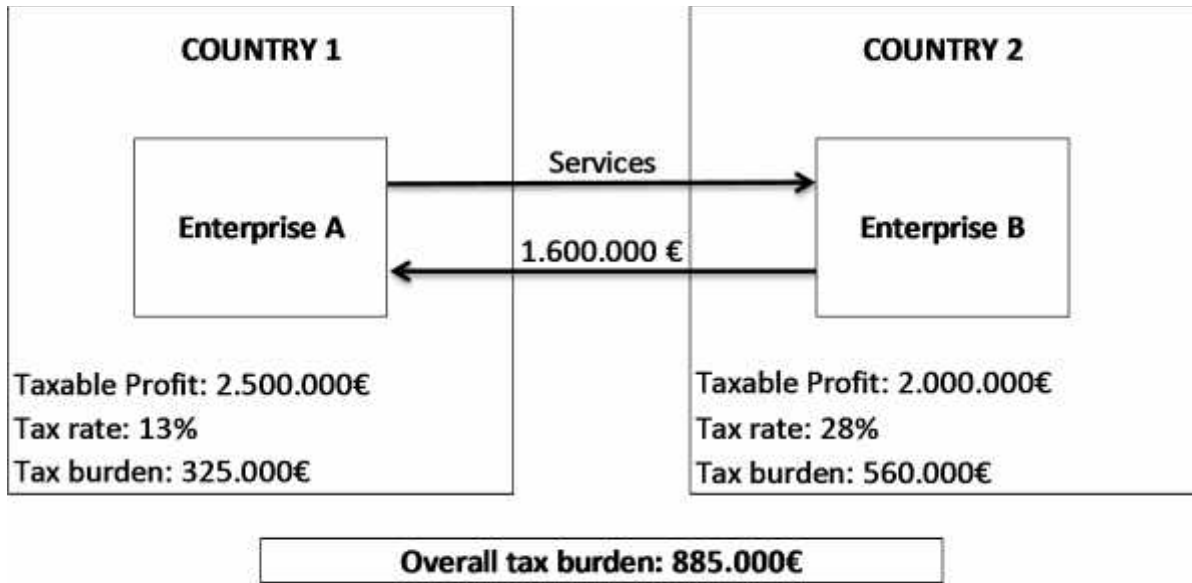 COUNTRY 1
COUNTRY 2
Services
Enterprise A
Enterprise B
1.600.000 €
Taxable Profit: 2.500.000€
Tax rate: 13%
Tax burden: 325.000€
Taxable Profit: 2.000.000€
Tax rate: 28%
Tax burden: 560.000€
Overall tax burden: 885.000€